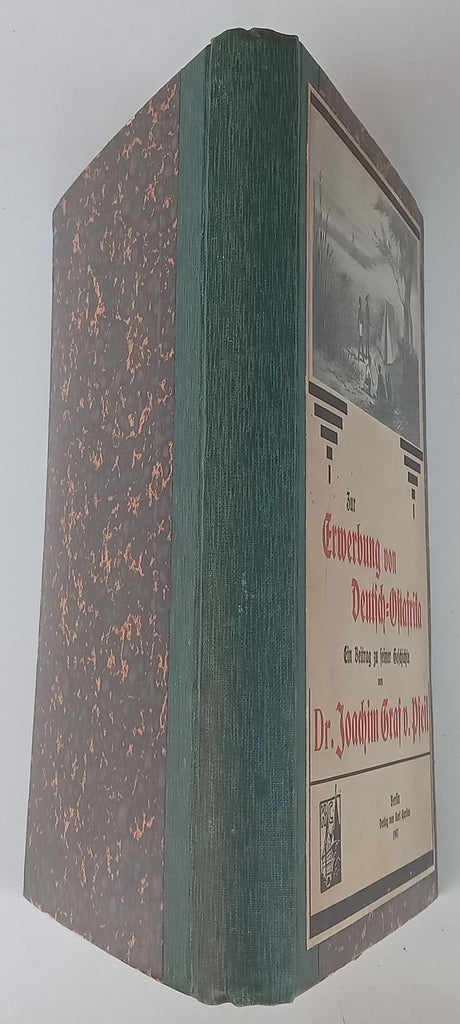 Zur
Erwerbung von
Deutsch-Ostafrika
Ein Beitrag zu seiner Geschichte
von
Dr. Joachim Graf v. Pfeil
Berlin
Verlag von Karl Curtius
1907